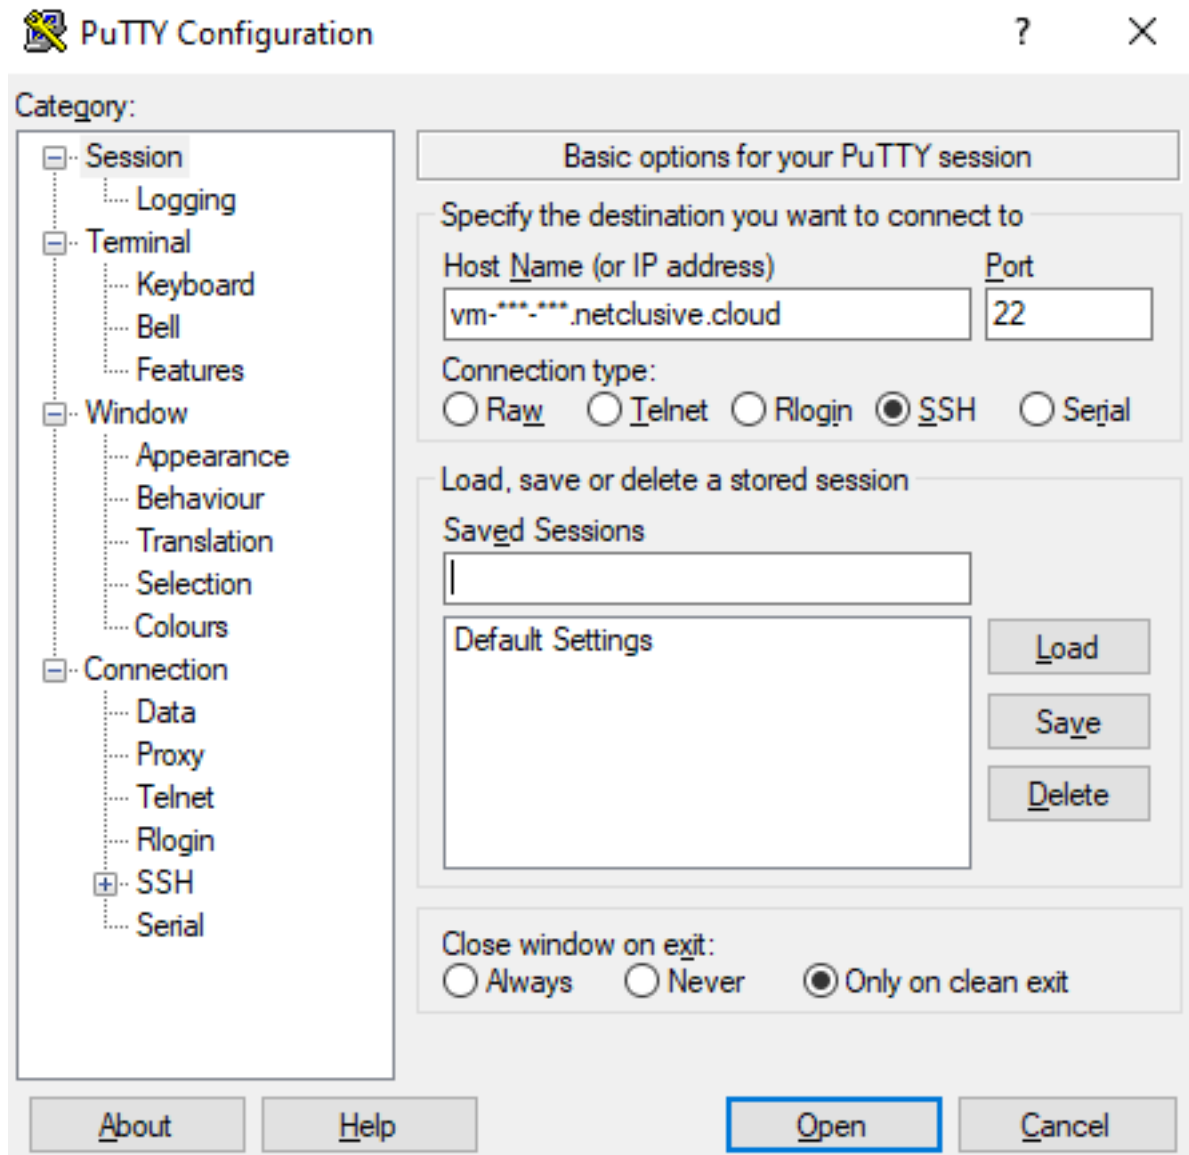 PuTTY Configuration
?
Category:
Session
Logging
Terminal
Keyboard
Bell
Features
Window
Appearance
Behaviour
Translation
Selection
Colours
Connection
Data
Proxy
Telnet
Rlogin
SSH
Serial
Basic options for your PuTTY session
Specify the destination you want to connect to
Host Name (or IP address) Port
vm-***-***.netclusive.cloud 22
Connection type:
Raw Telnet Rlogin SSH Serial
Load, save or delete a stored session
Saved Sessions
Default Settings
Load
Save
Delete
Close window on exit:
Always Never Only on clean exit
About Help Open Cancel